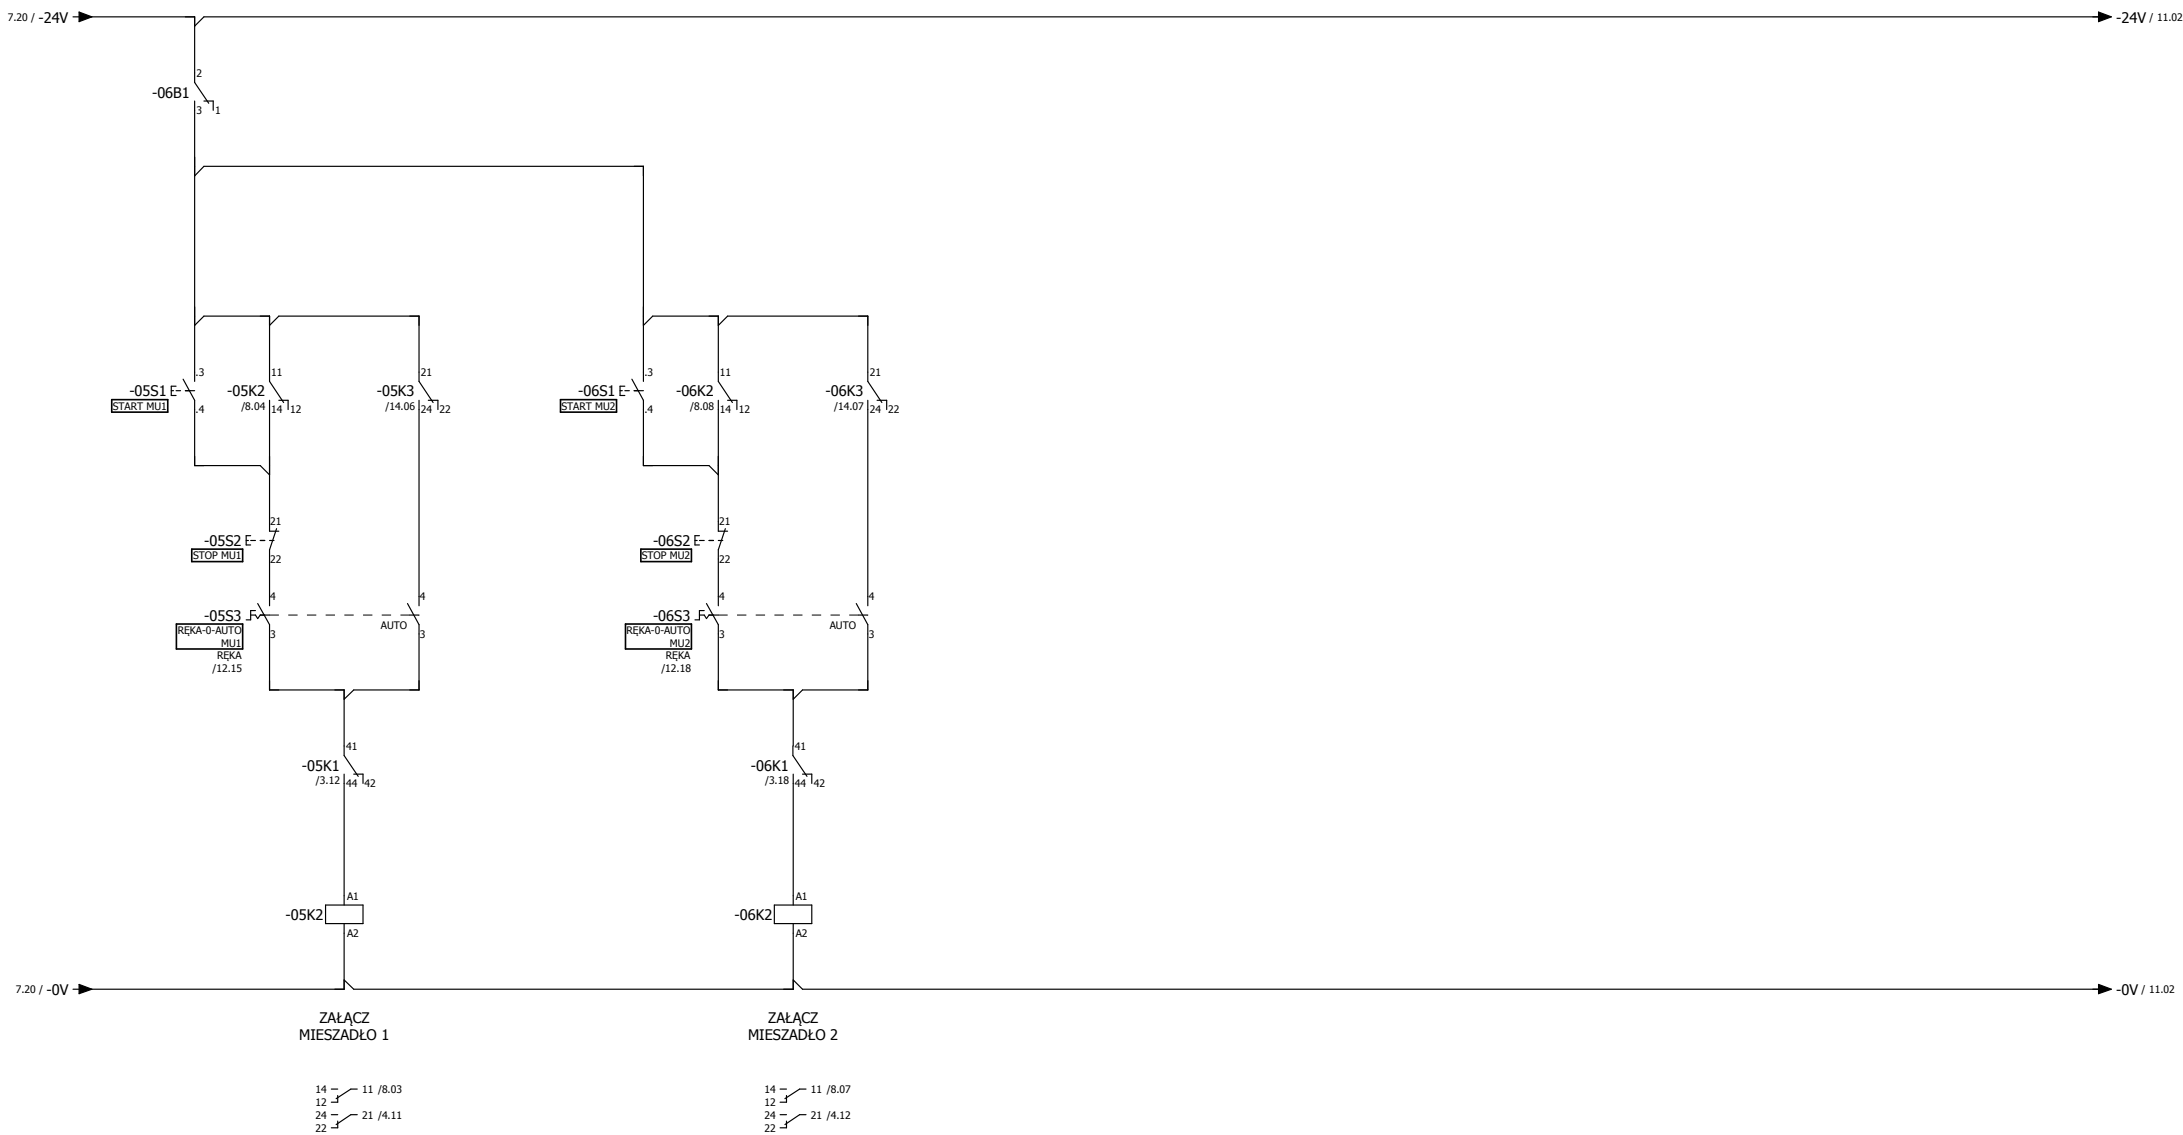 7.20 / -24V
-24V / 11.02
2
-06B1
3 1
.3 11 21 .3 11 21
-05S1 -05K2 -05K3 -06S1 -06K2 -06K3
START MU1 .4 /8.04 14 12 /14.06 24 22 START MU2 .4 /8.08 14 12 /14.07 24 22
21 21
-05S2 -06S2
STOP MU1 STOP MU2
22 22
4 4 4 4
-05S3 -06S3
RĘKA-0-AUTO 3 AUTO 3 RĘKA-0-AUTO 3 AUTO 3
MU1 MU2
RĘKA RĘKA
/12.15 /12.18
41 41
-05K1 -06K1
/3.12 44 42 /3.18 44 42
A1 A1
-05K2 -06K2
A2 A2
7.20 / -0V
-0V / 11.02
ZAŁĄCZ
MIESZADŁO 1
ZAŁĄCZ
MIESZADŁO 2
14 11 /8.03
12
24 21 /4.11
22
14 11 /8.07
12
24 21 /4.12
22